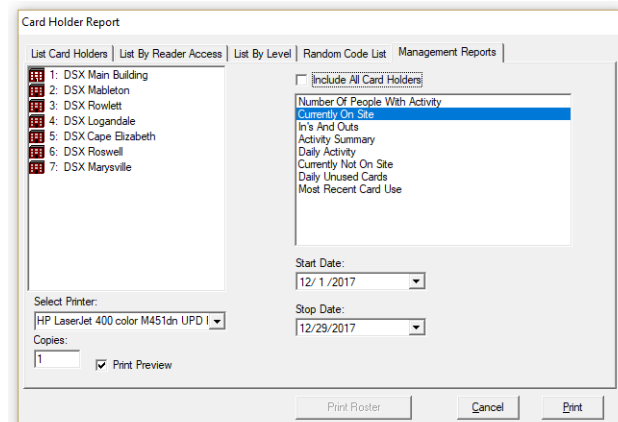 Card Holder Report
List Card Holders
List By Reader Access
List By Level
Random Code List
Management Reports
1: DSX Main Building
2: DSX Mableton
3: DSX Rowlett
4: DSX Logandale
5: DSX Cape Elizabeth
6: DSX Roswell
7: DSX Marysville
Include All Card Holders
Number Of People With Activity
Currently On Site
In's And Outs
Activity Summary
Daily Activity
Currently Not On Site
Daily Unused Cards
Most Recent Card Use
Start Date:
12/ 1 /2017
Stop Date:
12/29/2017
Select Printer:
HP LaserJet 400 color M451dn UPD
Copies:
1
Print Preview
Print Roster
Cancel
Print